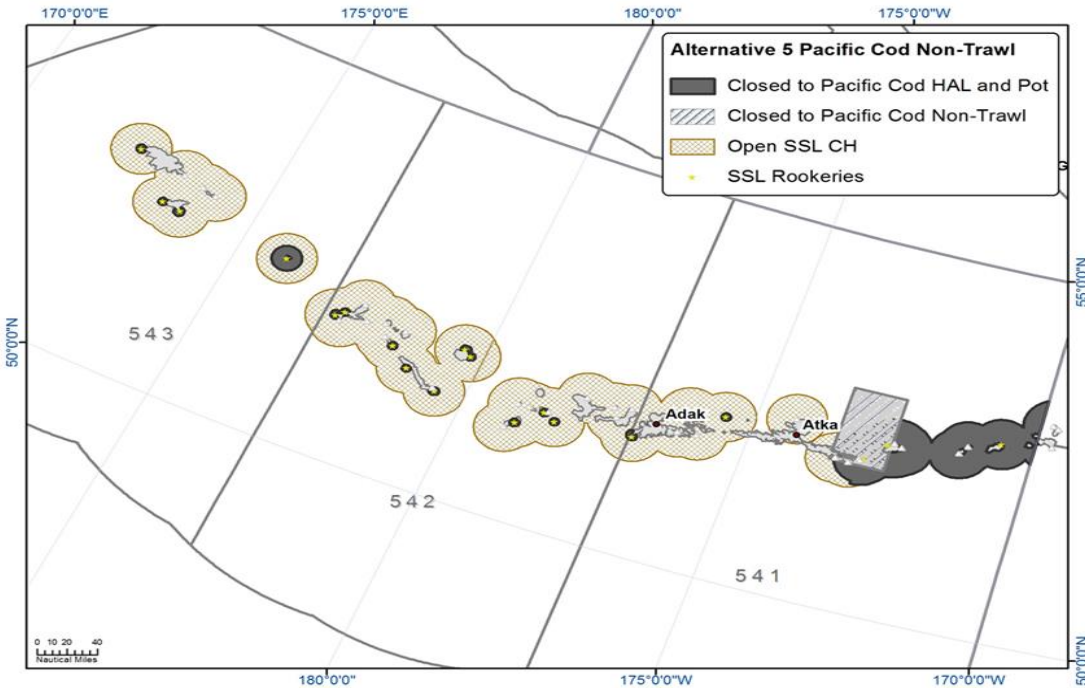 170°0'0"E
175°0'0"E
180°0'0"
175°0'0"W
Alternative 5 Pacific Cod Non-Trawl
Closed to Pacific Cod HAL and Pot
Closed to Pacific Cod Non-Trawl
Open SSL CH
SSL Rookeries
G
55°0'0"N
50°0'0"N
543
Adak
Atka
542
541
0 10 20 40
Nautical Miles
50°0'0"N
180°0'0"
175°0'0"W
170°0'0"W